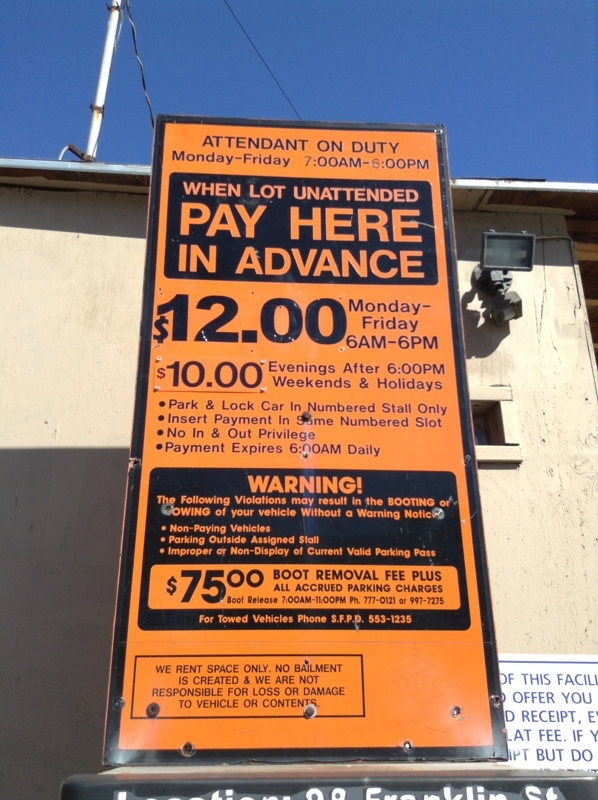 ATTENDANT ON DUTY
Monday-Friday 7:00AM-6:00PM
WHEN LOT UNATTENDED
PAY HERE
IN ADVANCE
$12.00 Monday-
Friday
6AM-6PM
$10.00 Evenings After 6:00PM
Weekends & Holidays
• Park & Lock Car In Numbered Stall Only
• Insert Payment In Same Numbered Slot
• No In & Out Privilege
• Payment Expires 6:00AM Daily
WARNING!
The Following Violations may result in the BOOTING or
TOWING of your vehicle Without a Warning Notice
• Non-Paying Vehicles
• Parking Outside Assigned Stall
• Improper or Non-Display of Current Valid Parking Pass
$7500 BOOT REMOVAL FEE PLUS
ALL ACCRUED PARKING CHARGES
Boot Release 7:00AM-11:00PM Ph. 777-0121 or 997-7275
For Towed Vehicles Phone S.F.P.D. 553-1235
WE RENT SPACE ONLY. NO BAILMENT
IS CREATED & WE ARE NOT
RESPONSIBLE FOR LOSS OR DAMAGE
TO VEHICLE OR CONTENTS.
OF THIS FACILI
OFFER YOU
D RECEIPT, E
LAT FEE. IF Y
IPT BUT DO
Location: 98 Franklin St